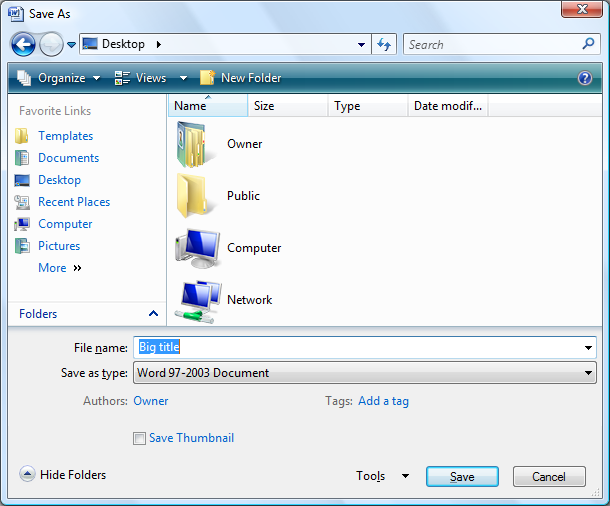 Save As
Desktop
Search
Organize Views New Folder
Favorite Links
Templates
Documents
Desktop
Recent Places
Computer
Pictures
More »
Folders
Name Size Type Date modif...
Owner
Public
Computer
Network
File name: Big title
Save as type: Word 97-2003 Document
Authors: Owner Tags: Add a tag
Save Thumbnail
Hide Folders Tools Save Cancel